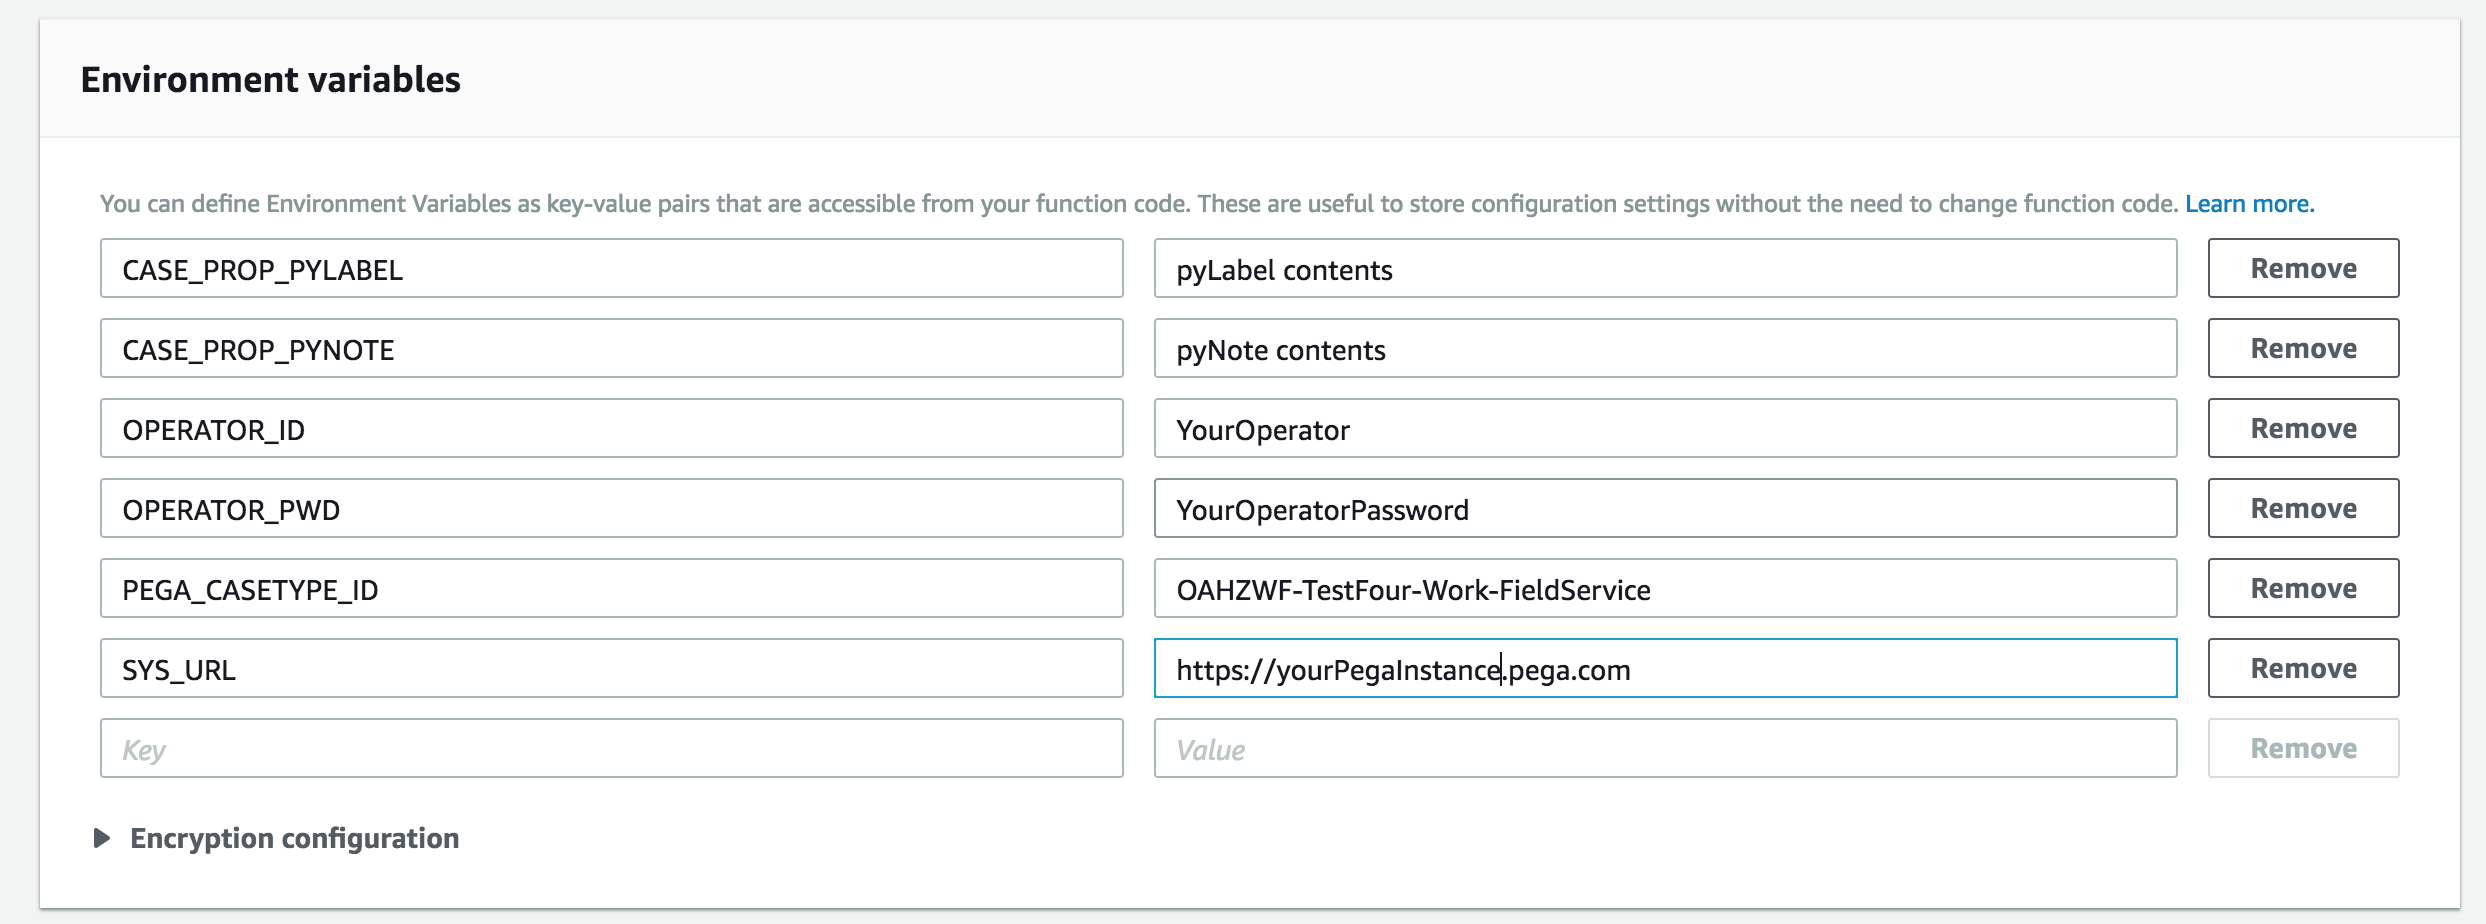 Environment variables
You can define Environment Variables as key-value pairs that are accessible from your function code. These are useful to store configuration settings without the need to change function code. Learn more.
CASE_PROP_PYLABEL pyLabel contents Remove
CASE_PROP_PYNOTE pyNote contents Remove
OPERATOR_ID YourOperator Remove
OPERATOR_PWD YourOperatorPassword Remove
PEGA_CASETYPE_ID OAHZWF-TestFour-Work-FieldService Remove
SYS_URL https://yourPegaInstance.pega.com Remove
Key Value Remove
Encryption configuration